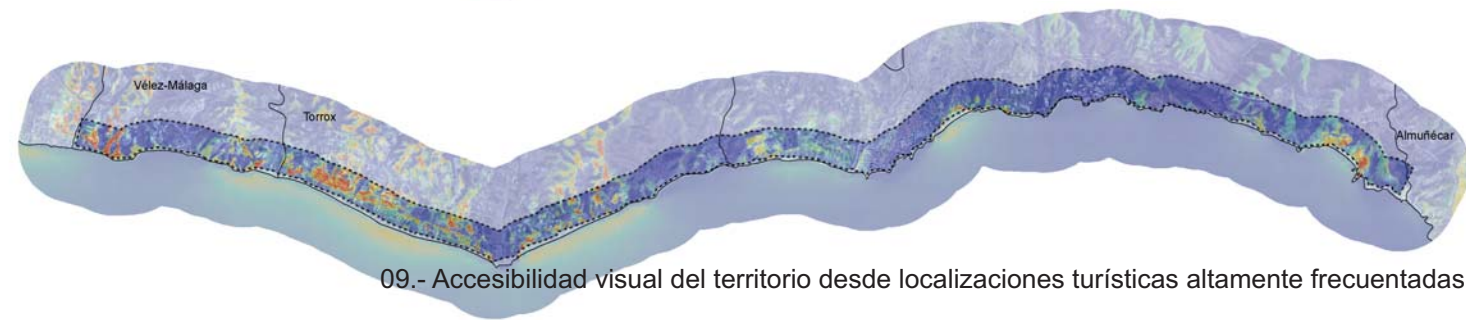 Vélez-Málaga
Torrox
Almuñécar
09.- Accesibilidad visual del territorio desde localizaciones turísticas altamente frecuentadas